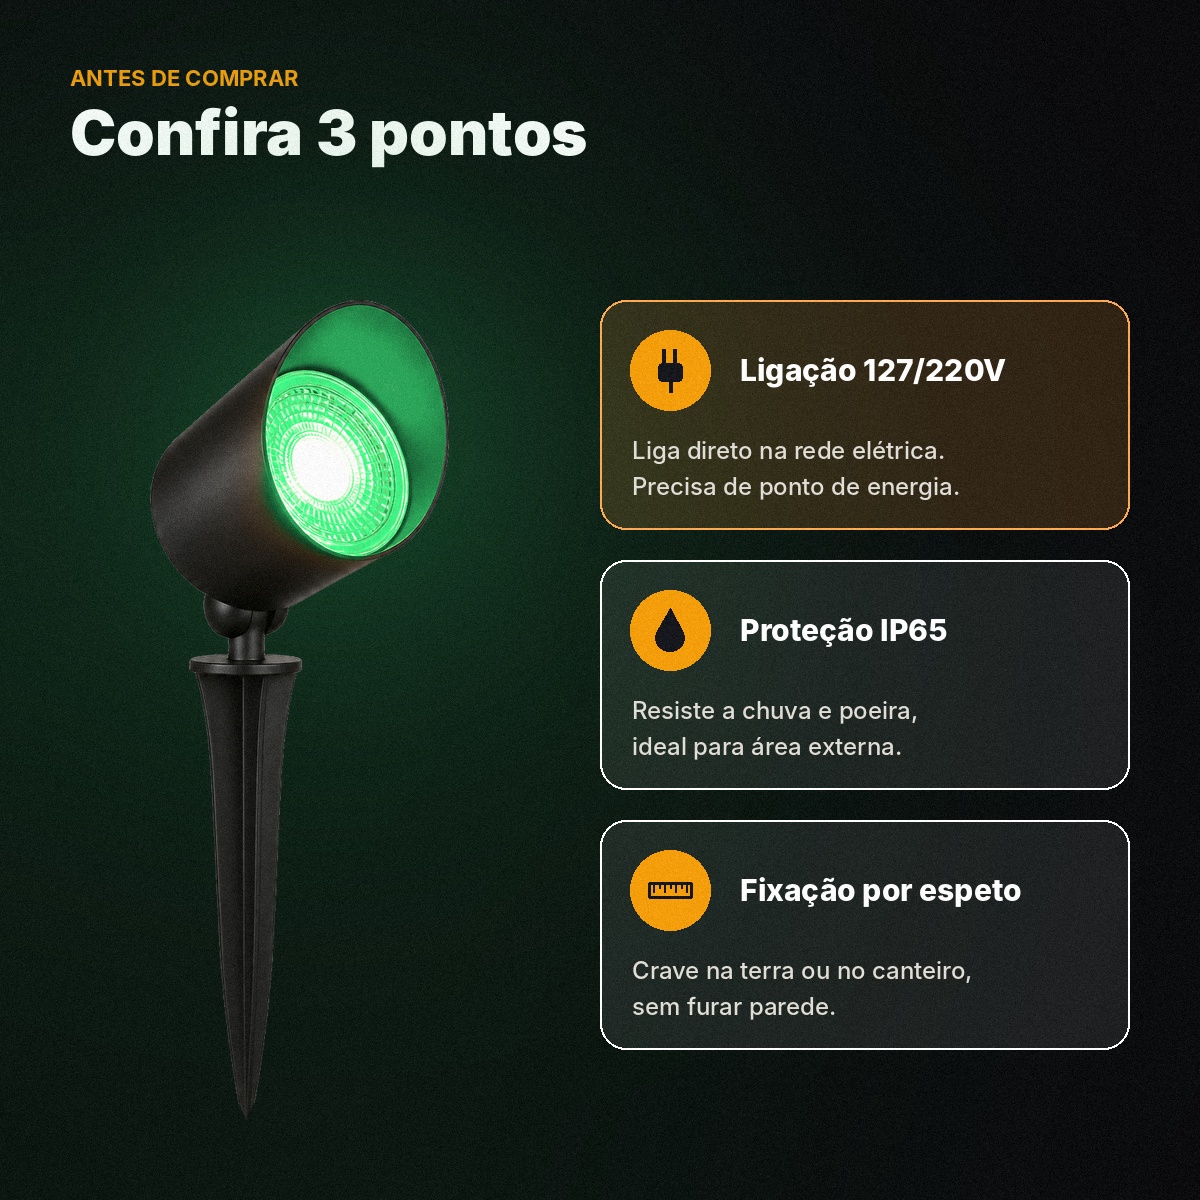 ANTES DE COMPRAR
Confira 3 pontos
Ligação 127/220V
Liga direto na rede elétrica.
Precisa de ponto de energia.
Proteção IP65
Resiste a chuva e poeira,
ideal para área externa.
Fixação por espeto
Crave na terra ou no canteiro,
sem furar parede.